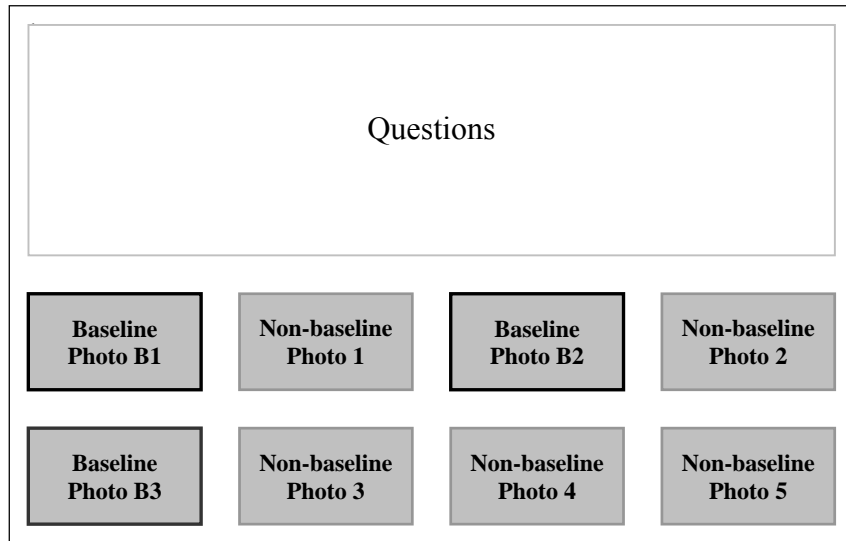 Questions
Baseline
Photo B1
Non-baseline
Photo 1
Baseline
Photo B2
Non-baseline
Photo 2
Baseline
Photo B3
Non-baseline
Photo 3
Non-baseline
Photo 4
Non-baseline
Photo 5